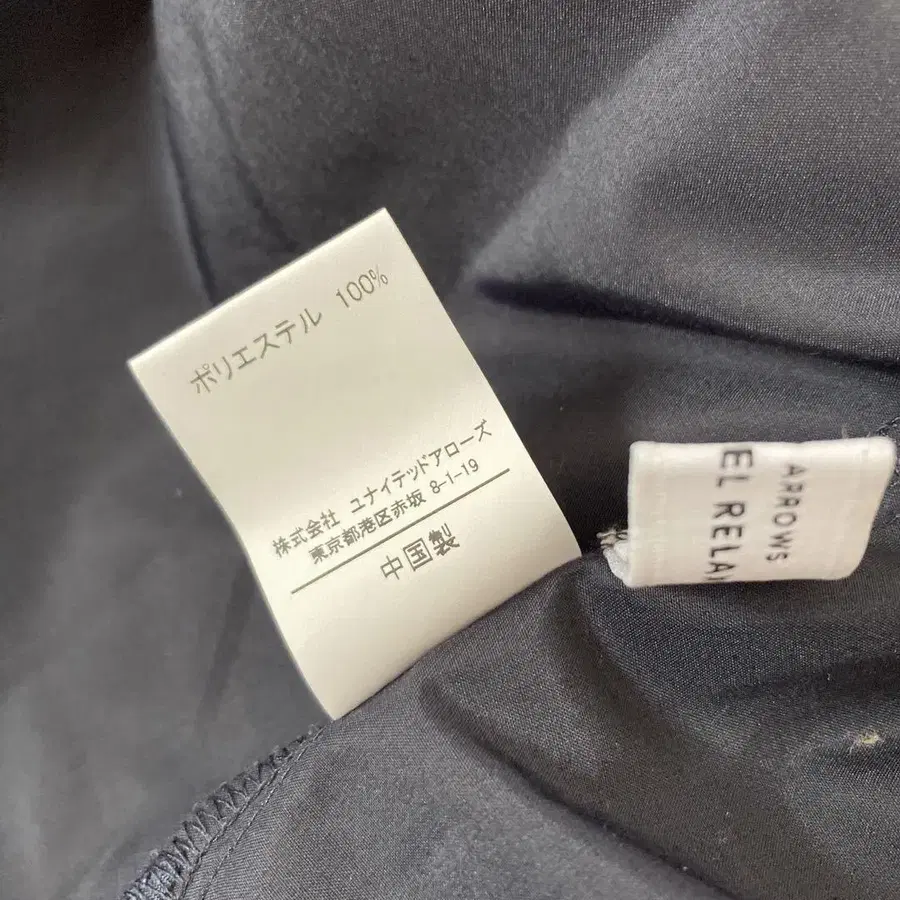 ポリエステル 100%
株式会社 ユナイテッドアローズ
東京都港区赤坂 8-1-19
中国製
ARROWS
EL RELA